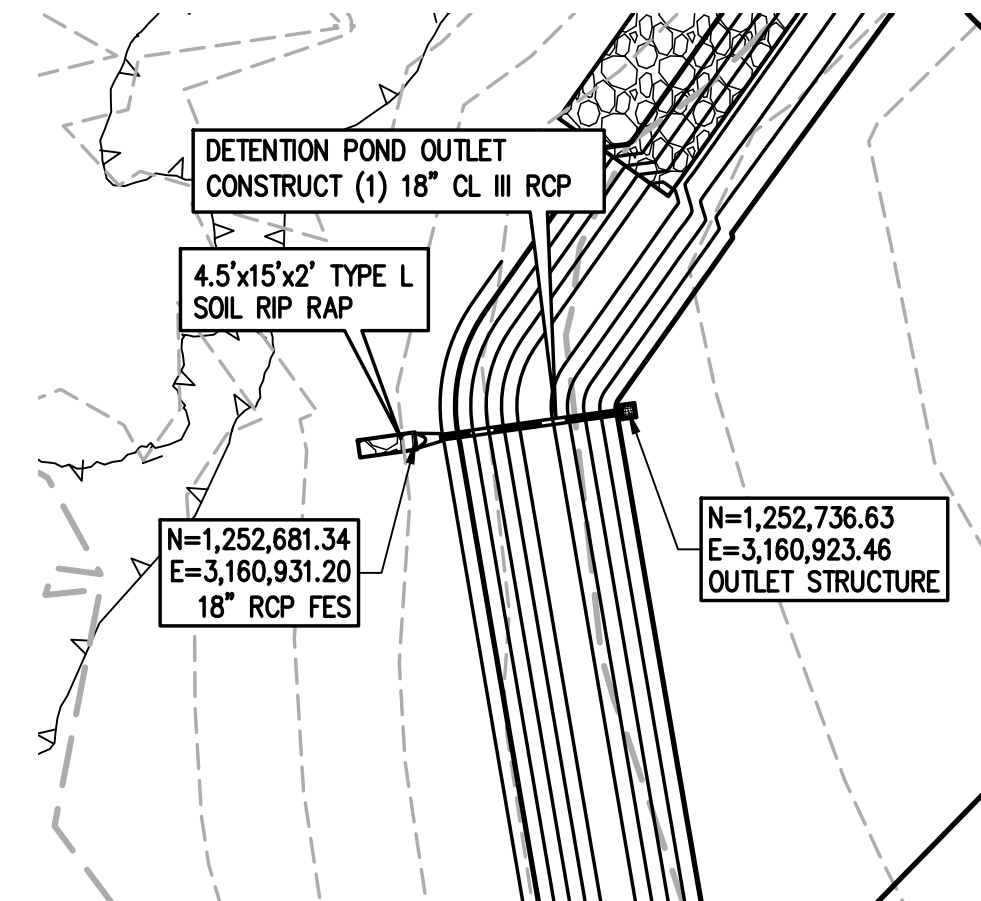 DETENTION POND OUTLET
CONSTRUCT (1) 18" CL III RCP
4.5'x15'x2' TYPE L
SOIL RIP RAP
N=1,252,681.34
E=3,160,931.20
18" RCP FES
N=1,252,736.63
E=3,160,923.46
OUTLET STRUCTURE